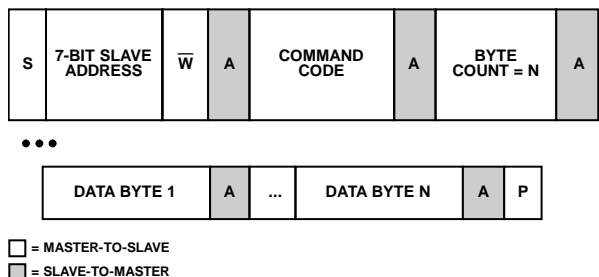 S 7-BIT SLAVE ADDRESS W̅ A COMMAND CODE A BYTE COUNT = N A
•••
DATA BYTE 1 A ... DATA BYTE N A P
= MASTER-TO-SLAVE
= SLAVE-TO-MASTER